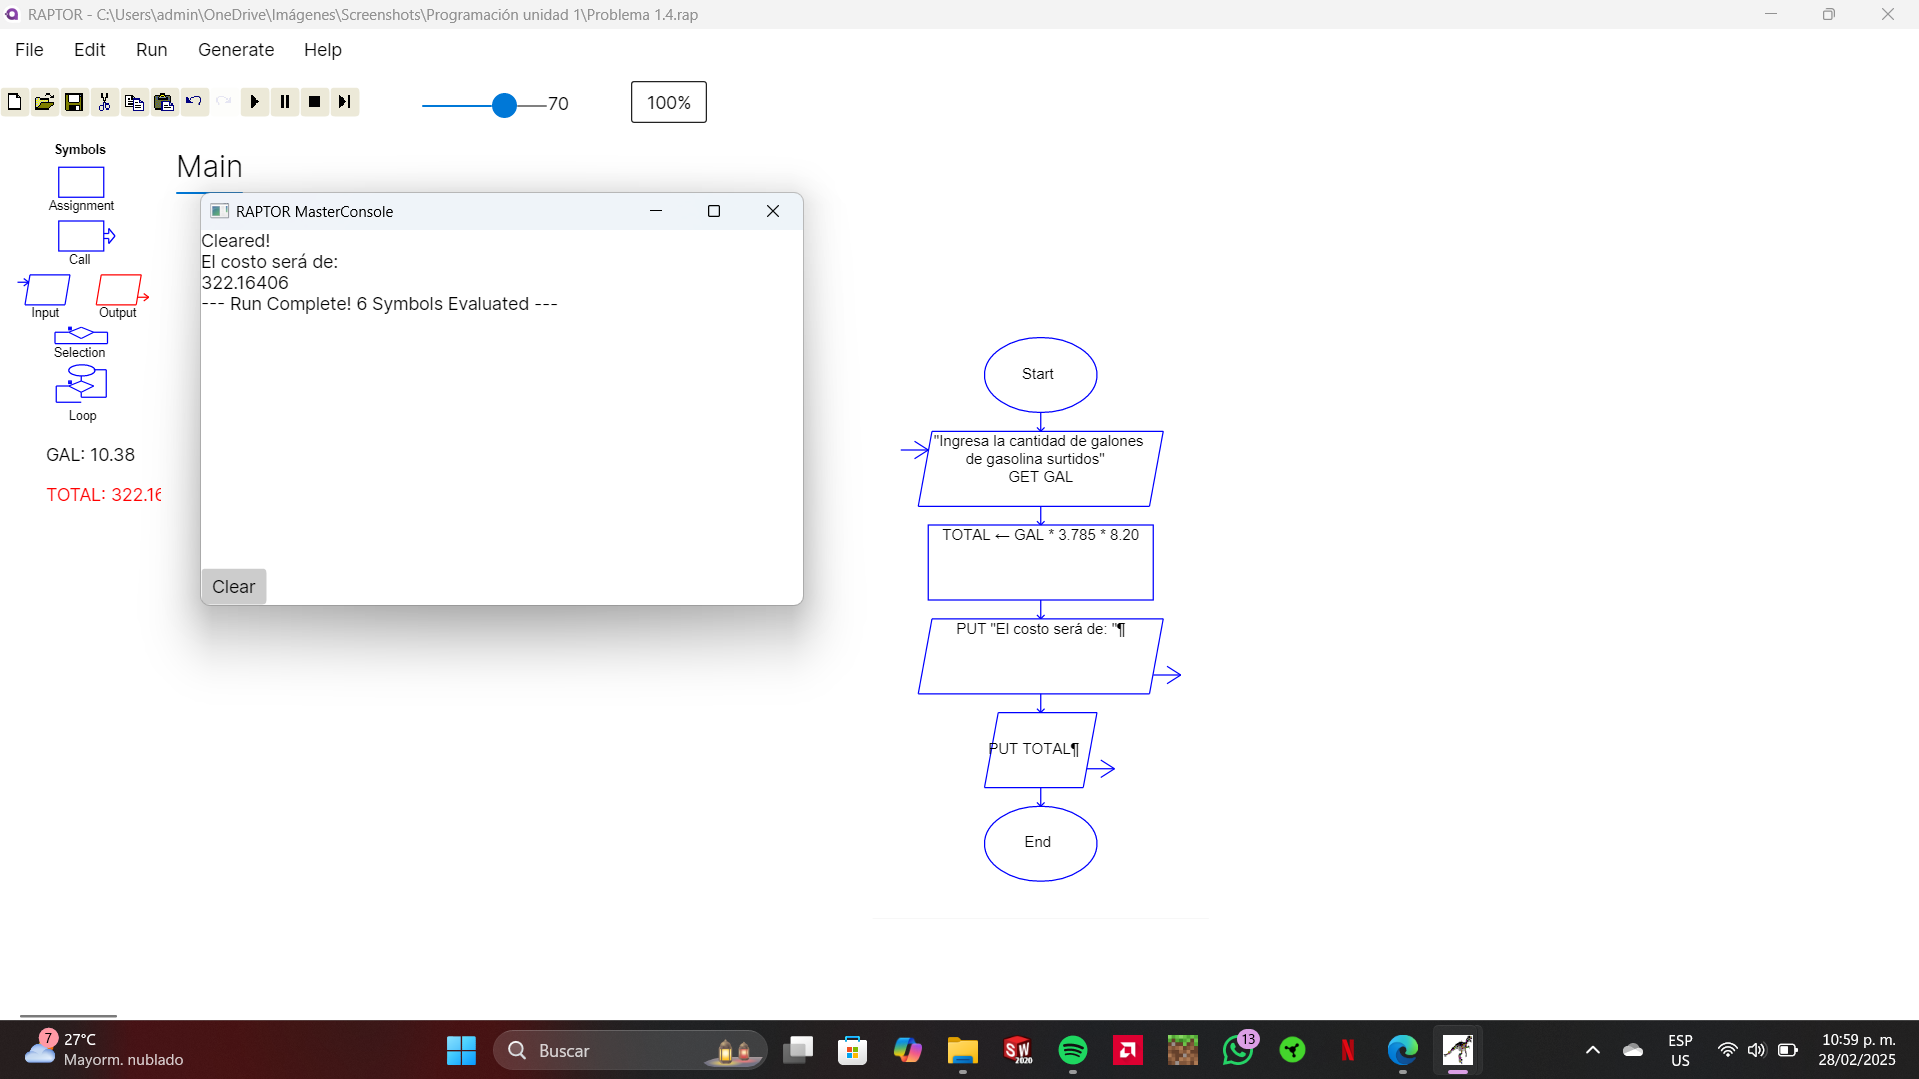 RAPTOR - C:\Users\admin\OneDrive\Imágenes\Screenshots\Programación unidad 1\Problema 1.4.rap
File Edit Run Generate Help
70
100%
Symbols
Assignment
Call
Input Output
Selection
Loop
GAL: 10.38
TOTAL: 322.16
Main
RAPTOR MasterConsole
Cleared!
El costo será de:
322.16406
--- Run Complete! 6 Symbols Evaluated ---
Clear
Start
"Ingresa la cantidad de galones
de gasolina surtidos"
GET GAL
TOTAL ← GAL * 3.785 * 8.20
PUT "El costo será de: "¶
PUT TOTAL¶
End
7
27°C
Mayorm. nublado
Buscar
SW
2020
13
N
ESP
US
10:59 p. m.
28/02/2025